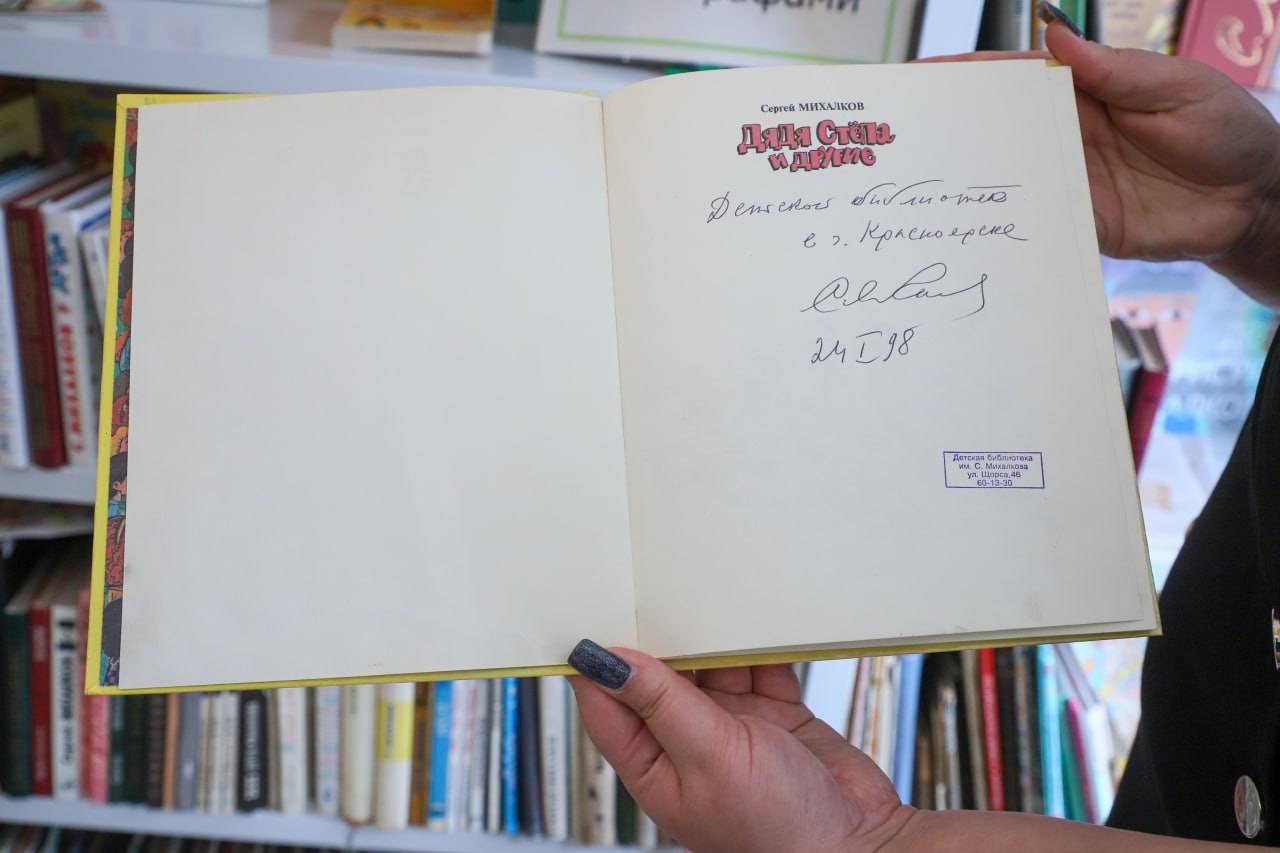 рафами
Сергей МИХАЛКОВ
ДЯДЯ СТЁПА
И ДРУГИЕ
Детской библиотеке
в г. Красноярске
24 I 98
Детская библиотека
им. С. Михалкова
ул. Щорса,46
60-13-30